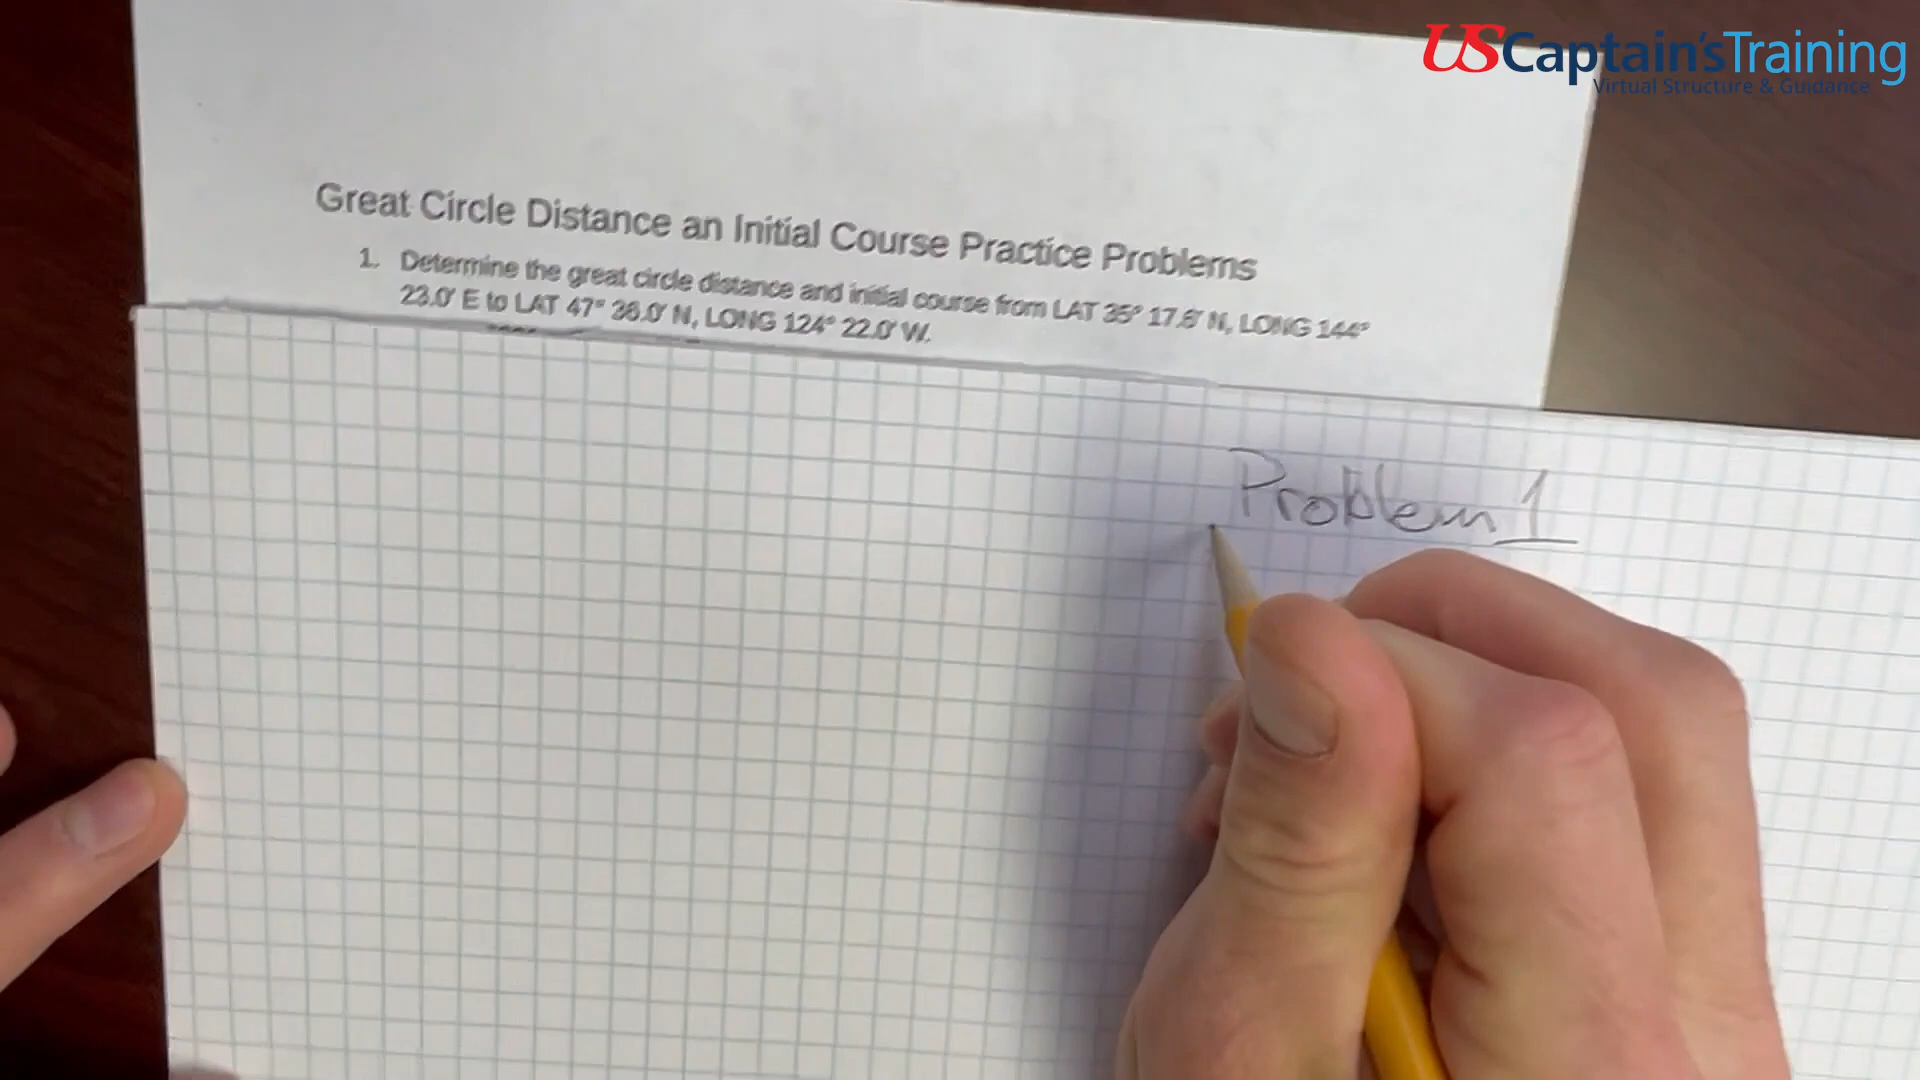 USCaptain'sTraining
Virtual Structure & Guidance
Great Circle Distance an Initial Course Practice Problems
1. Determine the great circle distance and initial course from LAT 35° 17.6' N, LONG 144°
23.0' E to LAT 47° 36.0' N, LONG 124° 22.0' W.
Problem 1